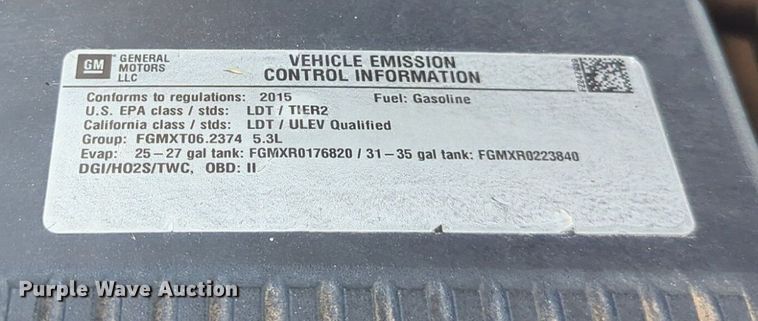 GM
GENERAL MOTORS LLC
VEHICLE EMISSION
CONTROL INFORMATION
Conforms to regulations: 2015 Fuel: Gasoline
U.S. EPA class / stds: LDT / TIER2
California class / stds: LDT / ULEV Qualified
Group: FGMXT06.2374 5.3L
Evap: 25-27 gal tank: FGMXR0176820 / 31-35 gal tank: FGMXR0223840
DGI/HO2S/TWC, OBD: II
Purple Wave Auction